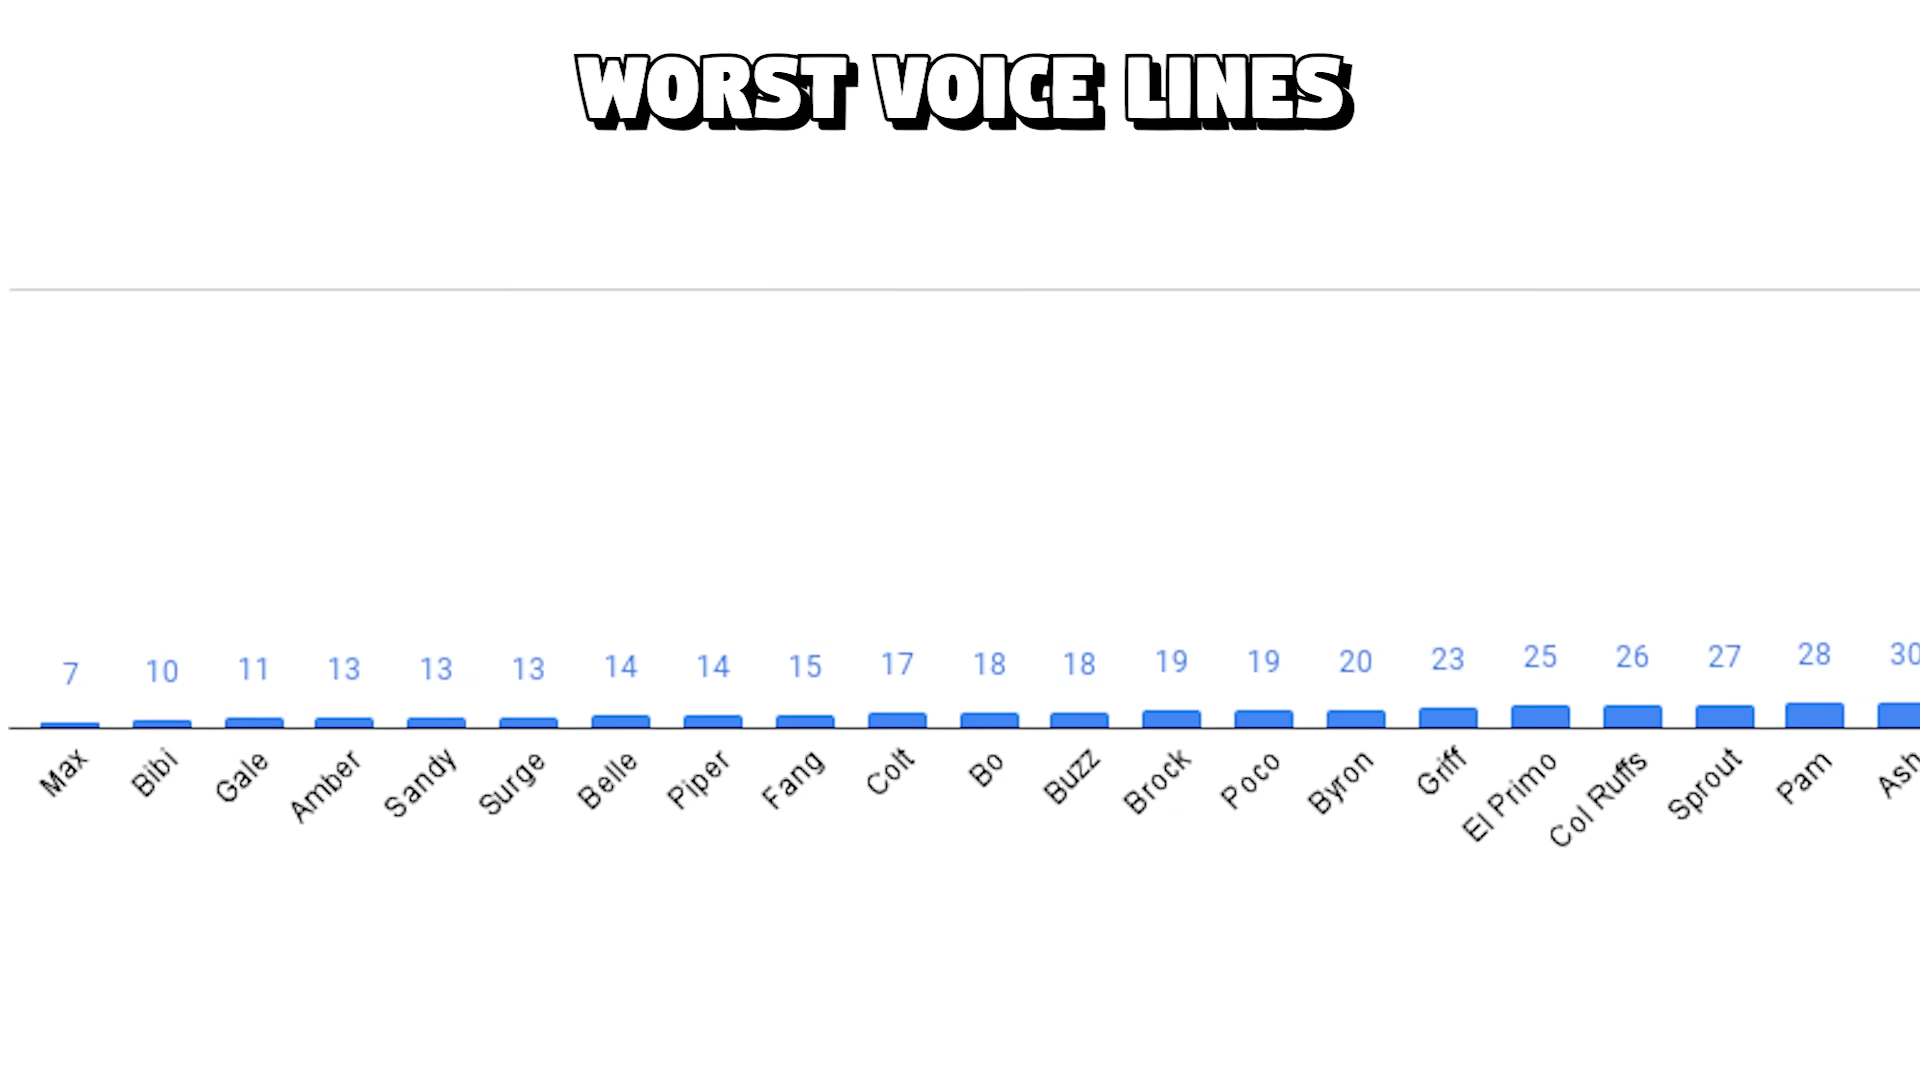 WORST VOICE LINES
7 10 11 13 13 13 14 14 15 17 18 18 19 19 20 23 25 26 27 28 30
Max Bibi Gale Amber Sandy Surge Belle Piper Fang Colt Bo Buzz Brock Poco Byron Griff El Primo Col Ruffs Sprout Pam Ash